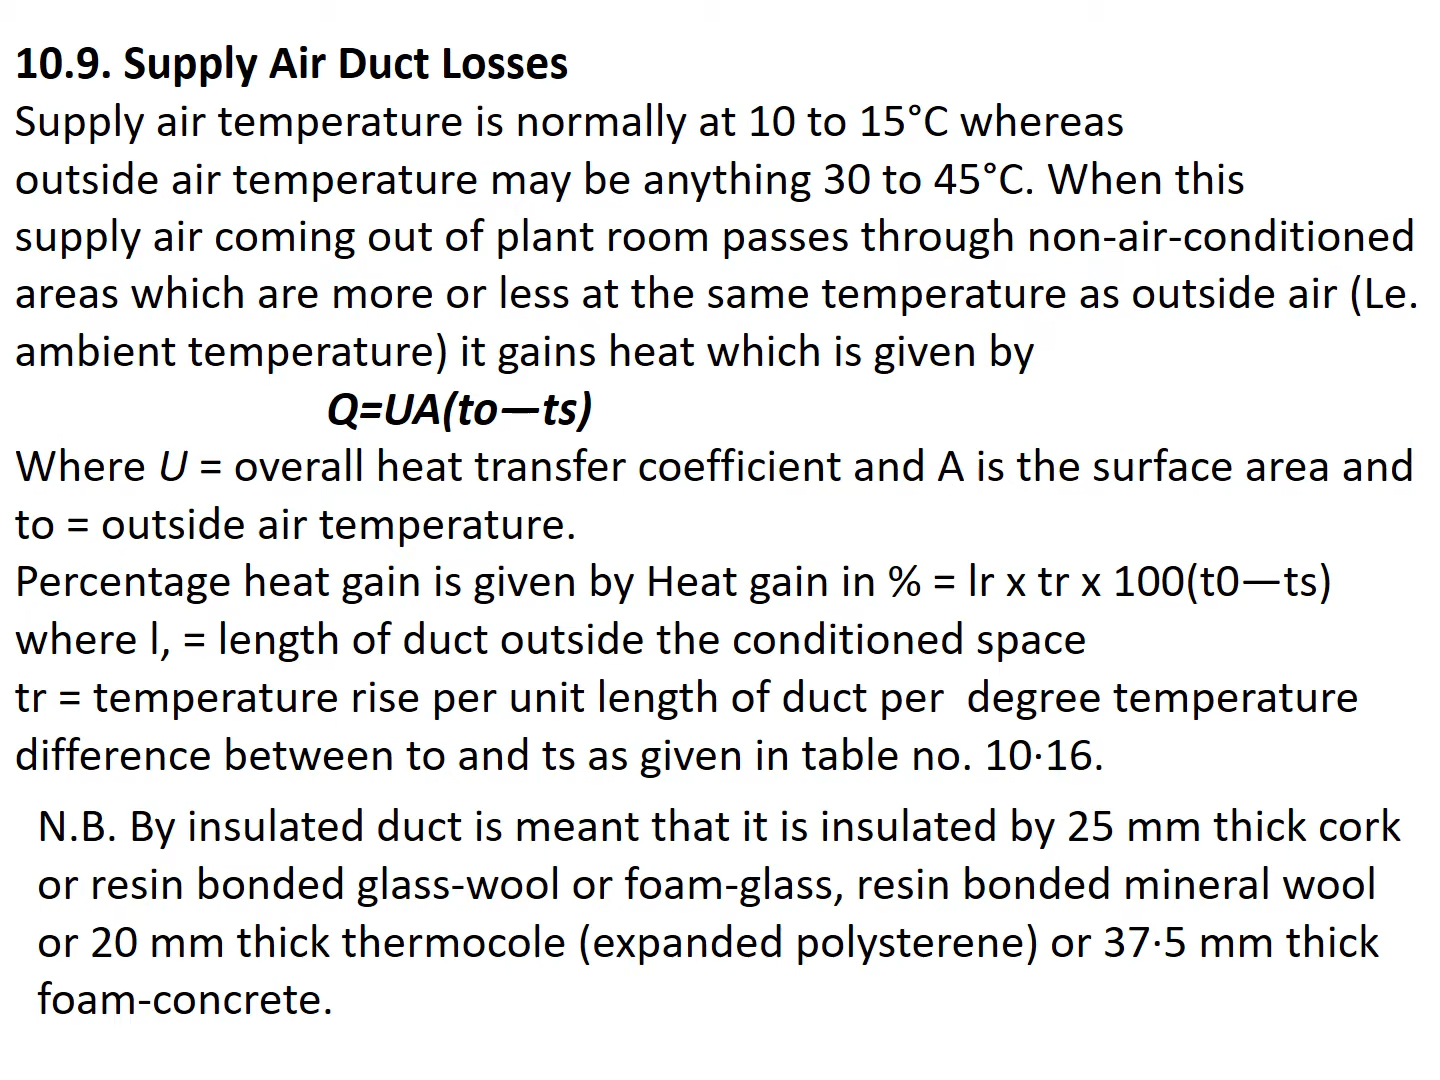 10.9. Supply Air Duct Losses
Supply air temperature is normally at 10 to 15°C whereas
outside air temperature may be anything 30 to 45°C. When this
supply air coming out of plant room passes through non-air-conditioned
areas which are more or less at the same temperature as outside air (Le.
ambient temperature) it gains heat which is given by
Q=UA(to—ts)
Where U = overall heat transfer coefficient and A is the surface area and
to = outside air temperature.
Percentage heat gain is given by Heat gain in % = lr x tr x 100(t0—ts)
where l, = length of duct outside the conditioned space
tr = temperature rise per unit length of duct per  degree temperature
difference between to and ts as given in table no. 10·16.
N.B. By insulated duct is meant that it is insulated by 25 mm thick cork
or resin bonded glass-wool or foam-glass, resin bonded mineral wool
or 20 mm thick thermocole (expanded polysterene) or 37·5 mm thick
foam-concrete.